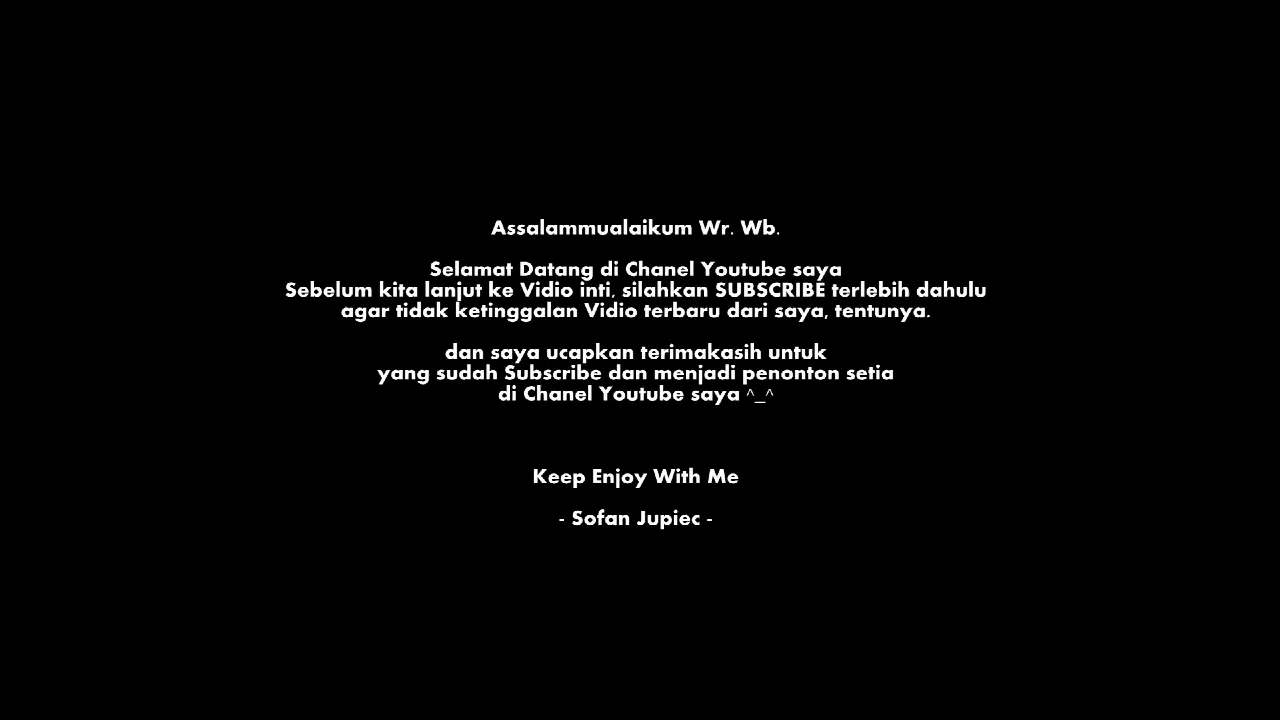 Assalammualaikum Wr. Wb.
Selamat Datang di Chanel Youtube saya
Sebelum kita lanjut ke Vidio inti, silahkan SUBSCRIBE terlebih dahulu
agar tidak ketinggalan Vidio terbaru dari saya, tentunya.
dan saya ucapkan terimakasih untuk
yang sudah Subscribe dan menjadi penonton setia
di Chanel Youtube saya ^_^
Keep Enjoy With Me
- Sofan Jupiec -